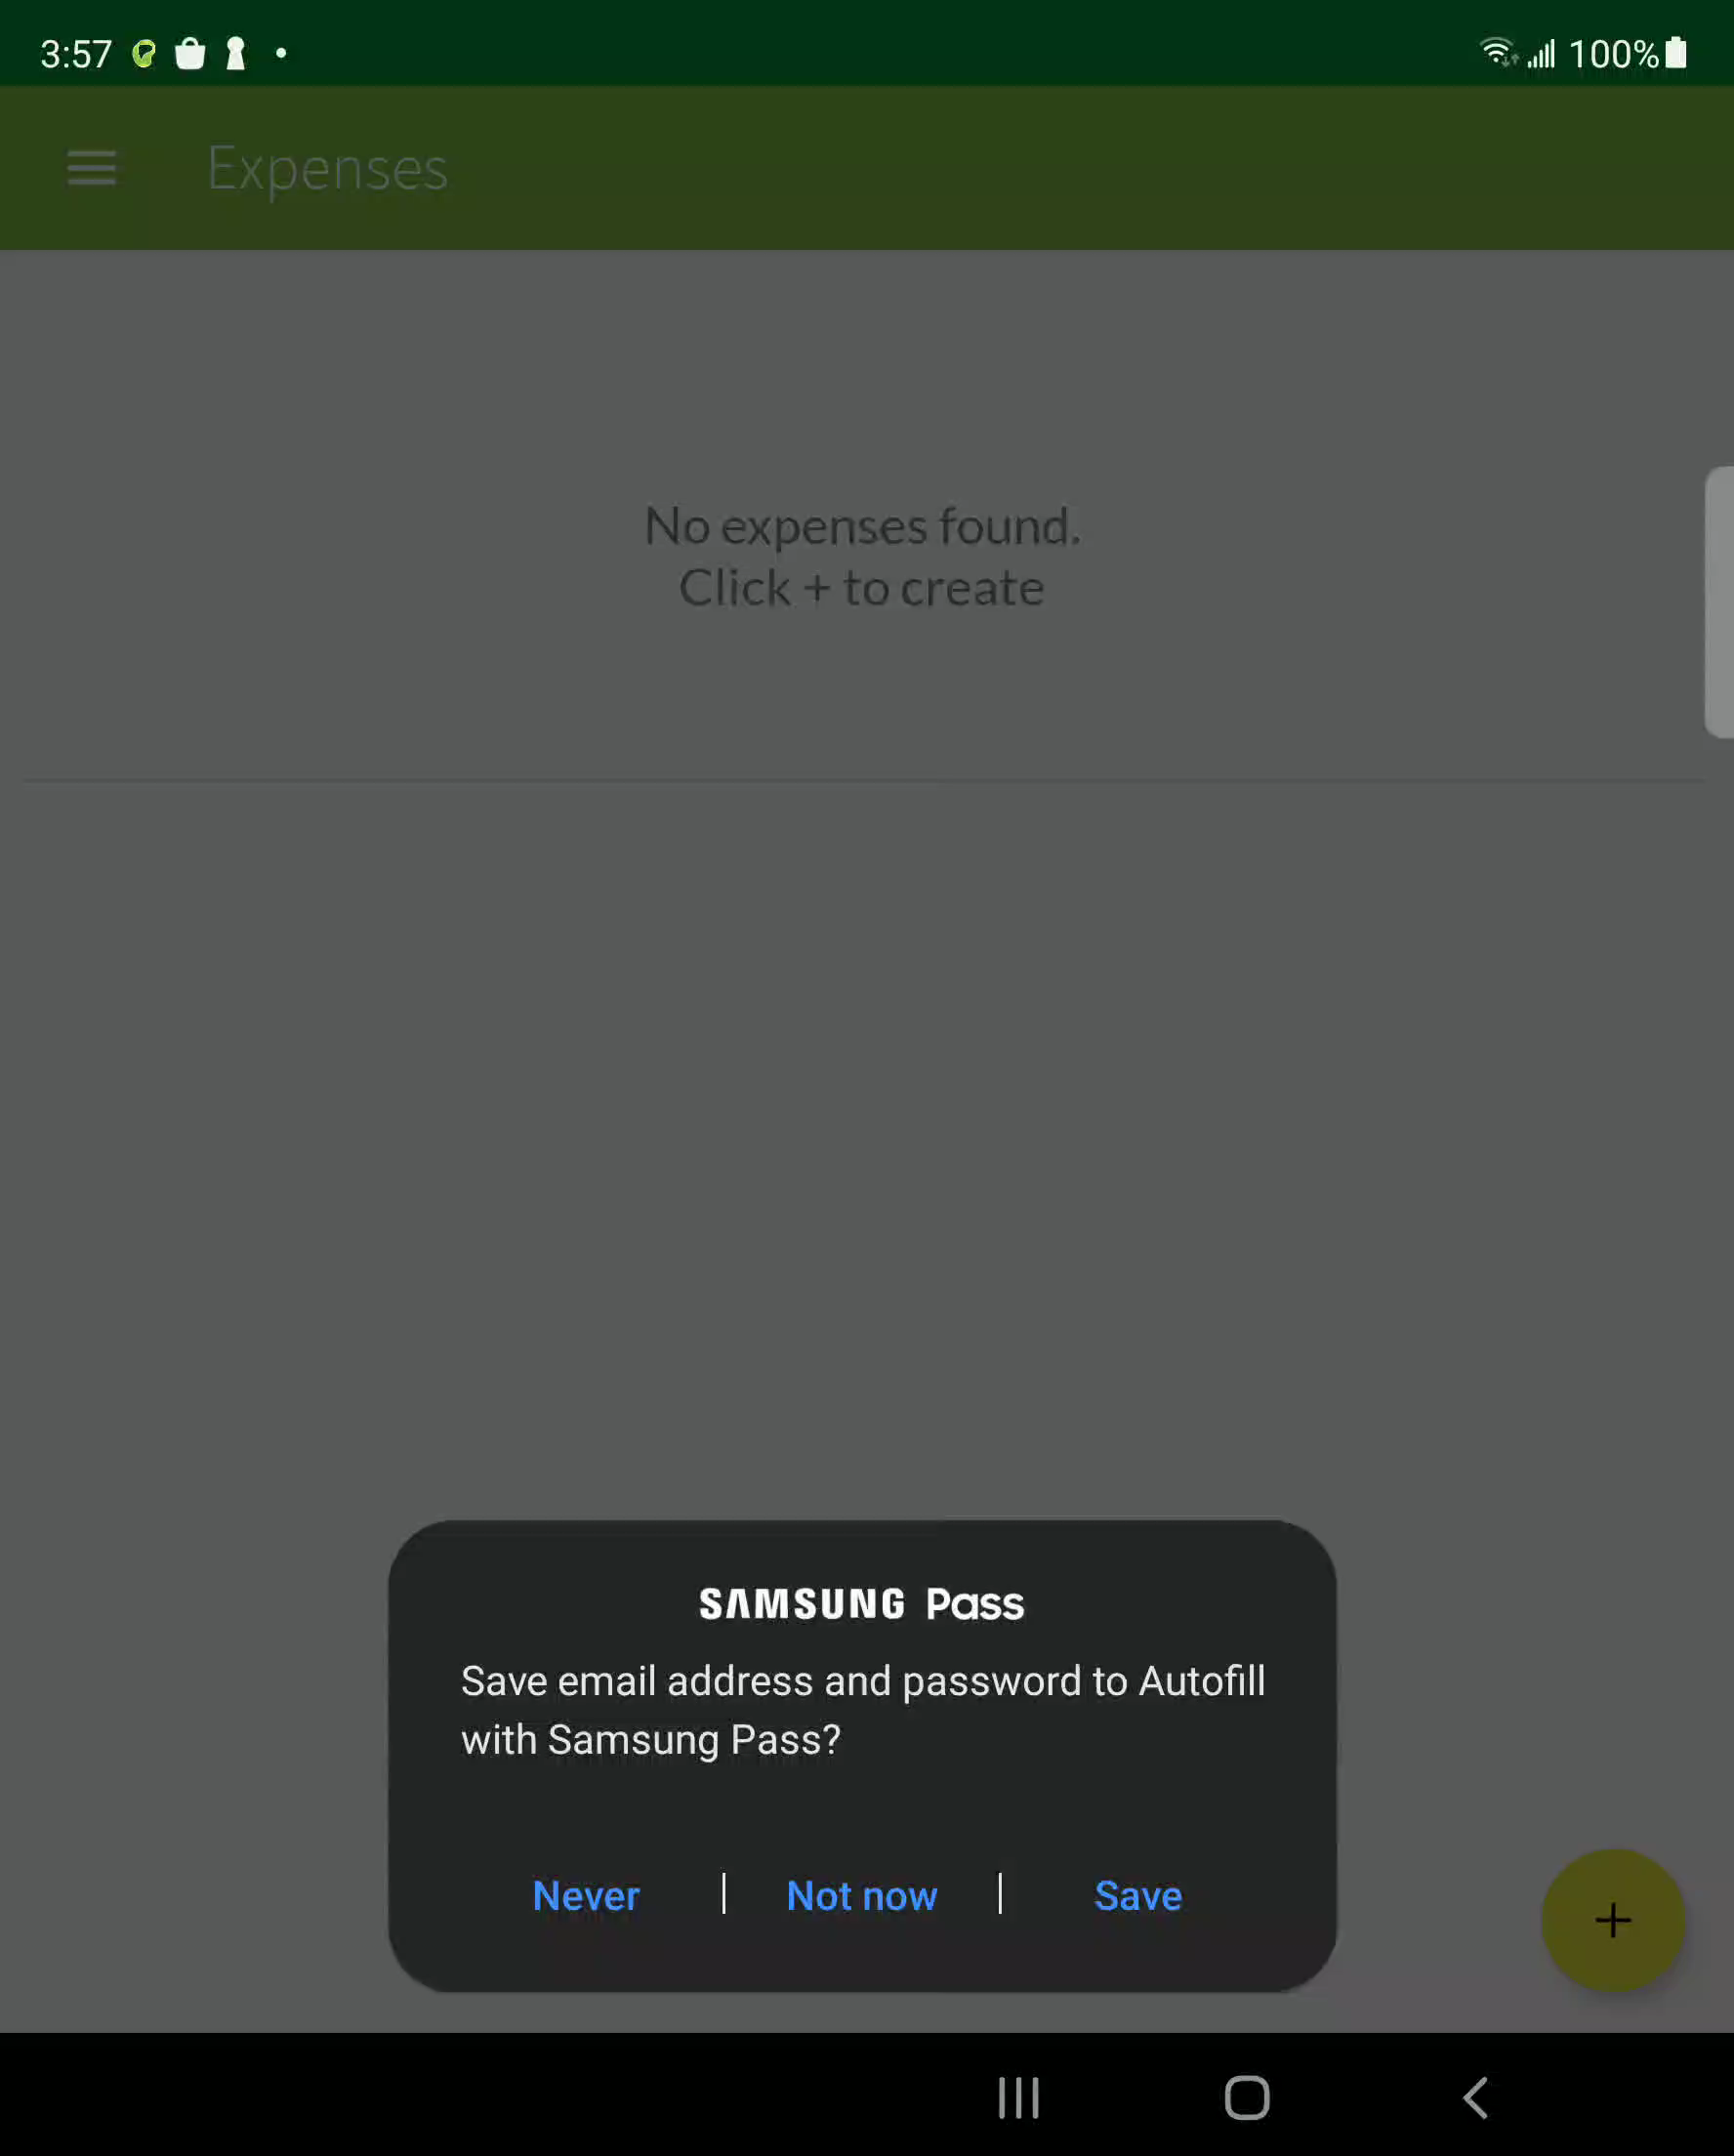 3:57
100%
Expenses
No expenses found.
Click + to create
SAMSUNG Pass
Save email address and password to Autofill
with Samsung Pass?
Never | Not now | Save
+